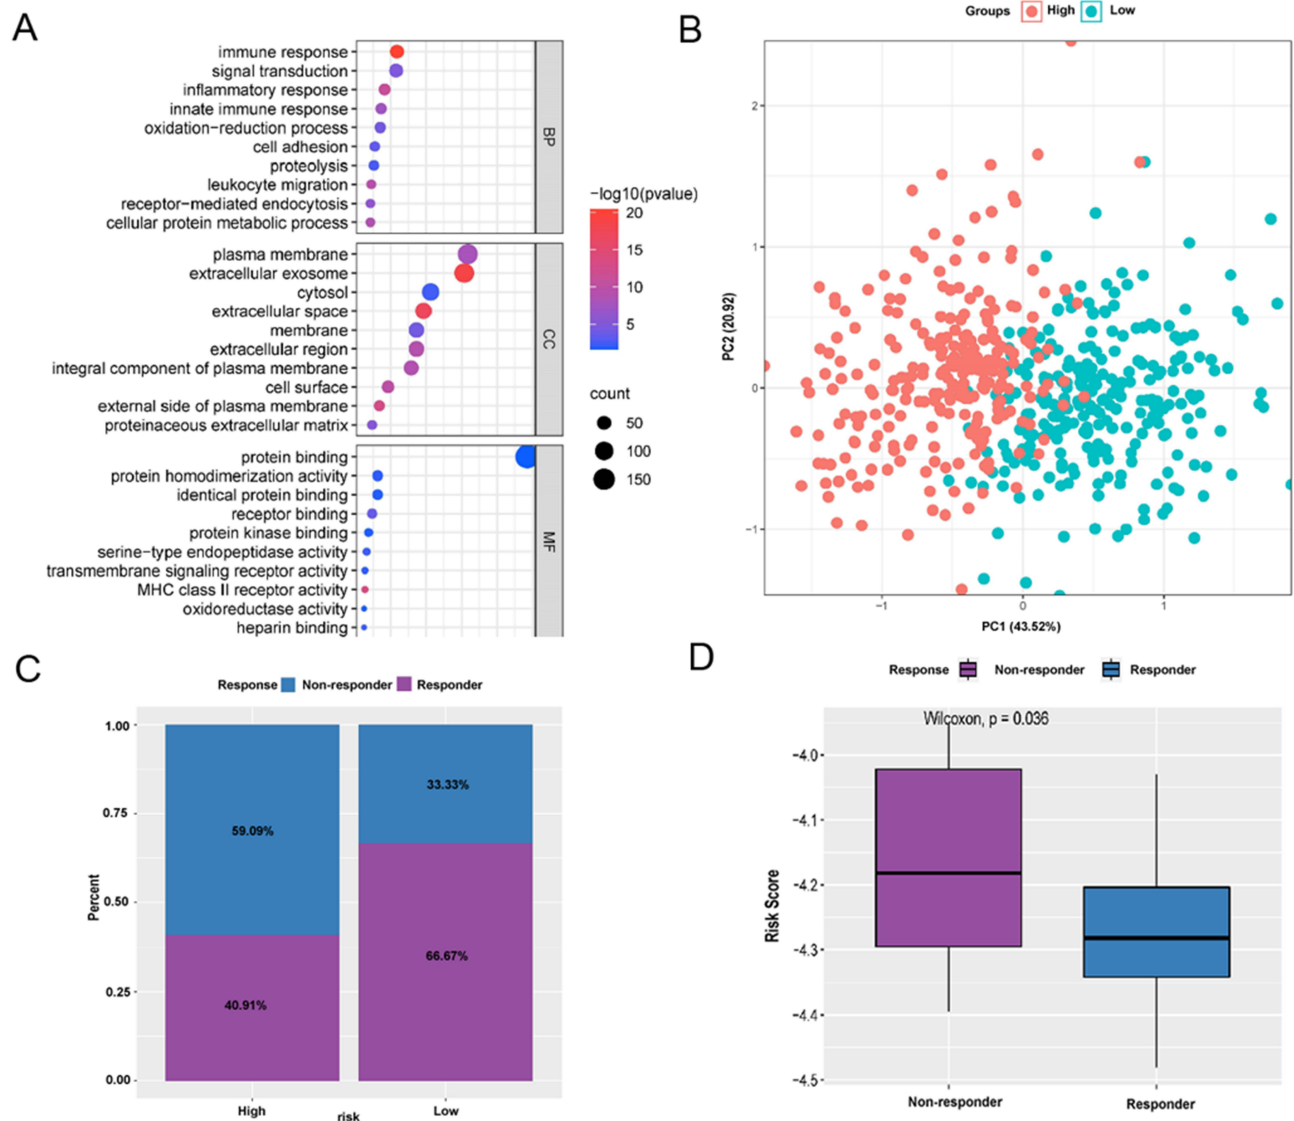 A
immune response
signal transduction
inflammatory response
innate immune response
oxidation−reduction process
cell adhesion
proteolysis
leukocyte migration
receptor−mediated endocytosis
cellular protein metabolic process
BP
plasma membrane
extracellular exosome
cytosol
extracellular space
membrane
extracellular region
integral component of plasma membrane
cell surface
external side of plasma membrane
proteinaceous extracellular matrix
CC
protein binding
protein homodimerization activity
identical protein binding
receptor binding
protein kinase binding
serine−type endopeptidase activity
transmembrane signaling receptor activity
MHC class II receptor activity
oxidoreductase activity
heparin binding
MF
−log10(pvalue)
20
15
10
5
count
50
100
150
B
Groups High Low
2
1
0
−1
PC2 (20.92)
−1 0 1
PC1 (43.52%)
C
Response Non-responder Responder
1.00
0.75
0.50
0.25
0.00
Percent
59.09%
40.91%
33.33%
66.67%
High Low
risk
D
Response Non-responder Responder
Wilcoxon, p = 0.036
−4.0
−4.1
−4.2
−4.3
−4.4
−4.5
Risk Score
Non-responder Responder